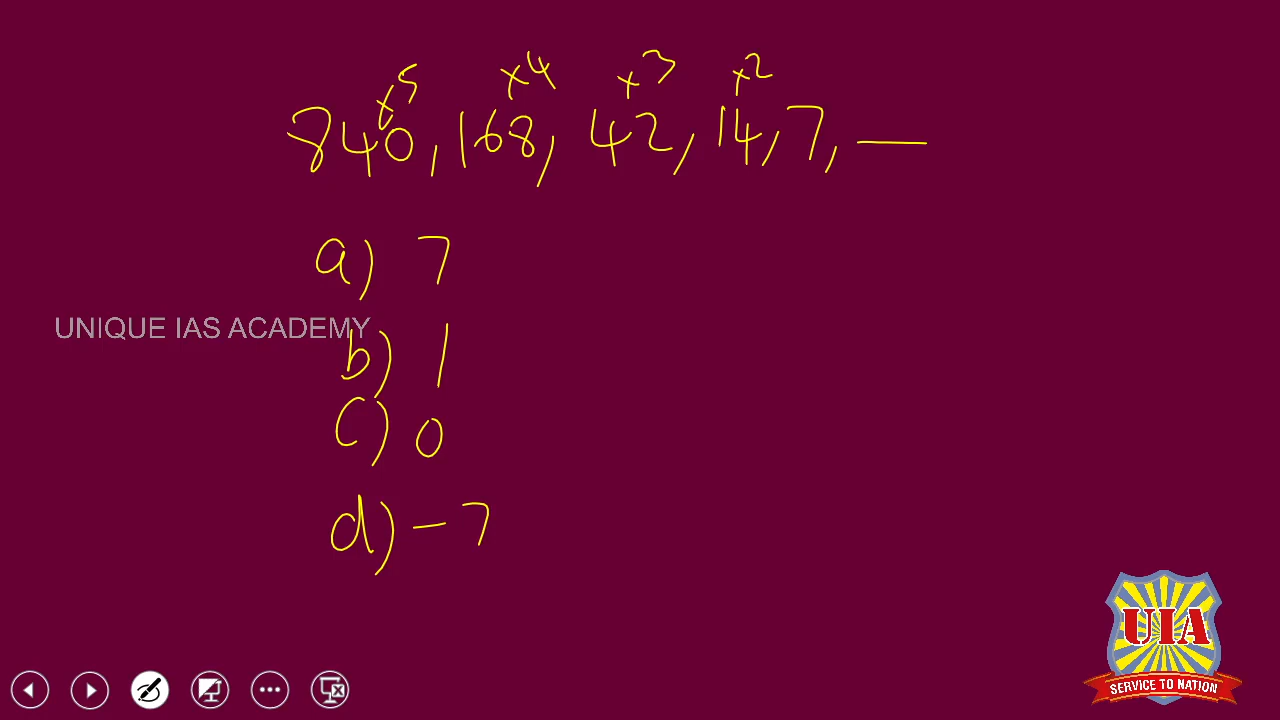 x5 x4 x3 x2
840, 168, 42, 14, 7, —
a) 7
UNIQUE IAS ACADEMY
b) 1
c) 0
d) -7
UIA
SERVICE TO NATION